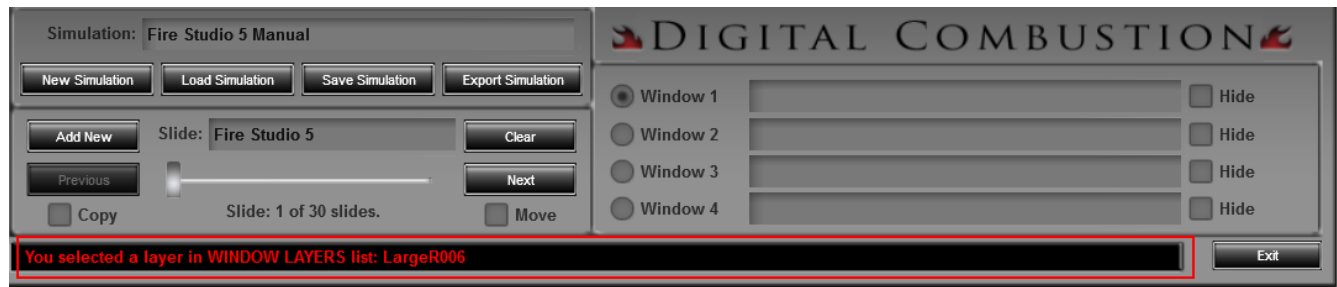 Simulation: Fire Studio 5 Manual
New Simulation Load Simulation Save Simulation Export Simulation
Add New Slide: Fire Studio 5 Clear
Previous Next
Copy Slide: 1 of 30 slides. Move
DIGITAL COMBUSTION
Window 1 Hide
Window 2 Hide
Window 3 Hide
Window 4 Hide
You selected a layer in WINDOW LAYERS list: LargeR006
Exit